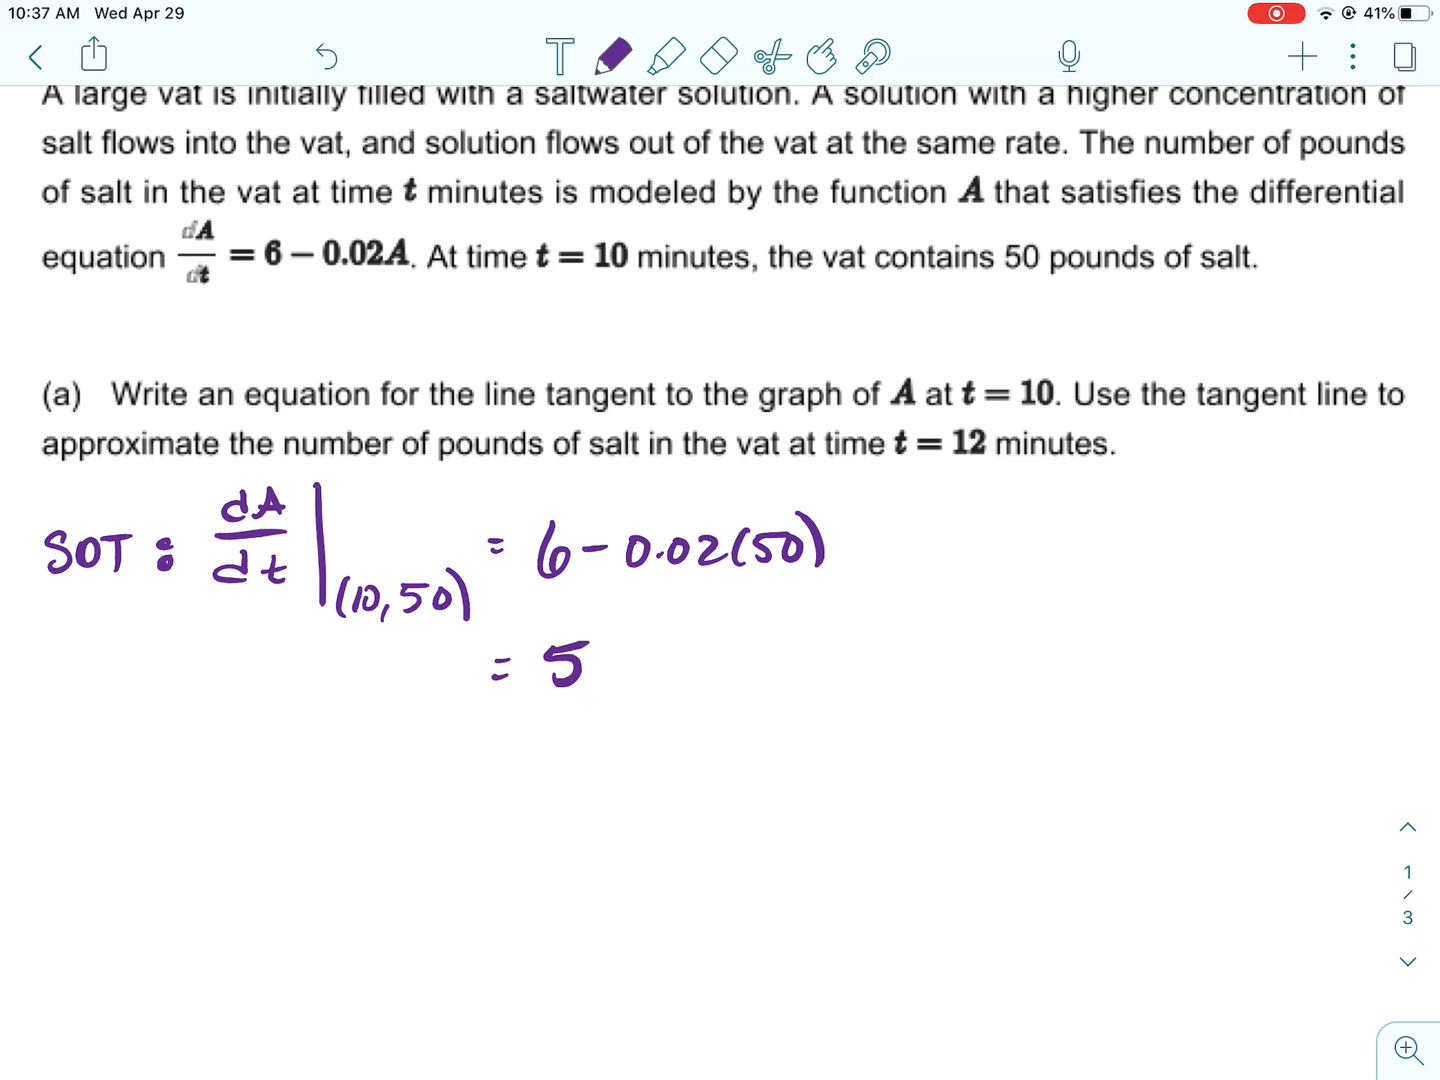 10:37 AM Wed Apr 29 41%
T
A large vat is initially filled with a saltwater solution. A solution with a higher concentration of
salt flows into the vat, and solution flows out of the vat at the same rate. The number of pounds
of salt in the vat at time t minutes is modeled by the function A that satisfies the differential
equation dA/dt = 6 – 0.02A. At time t = 10 minutes, the vat contains 50 pounds of salt.
(a) Write an equation for the line tangent to the graph of A at t = 10. Use the tangent line to
approximate the number of pounds of salt in the vat at time t = 12 minutes.
SOT : dA/dt |(10, 50) = 6 - 0.02(50)
= 5
1
/
3